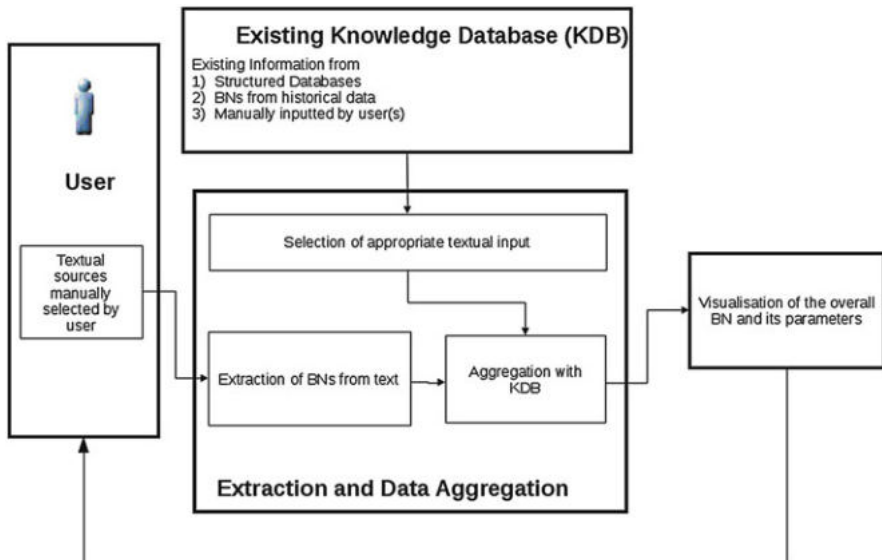 Existing Knowledge Database (KDB)
Existing Information from
1) Structured Databases
2) BNs from historical data
3) Manually inputted by user(s)
User
Textual
sources
manually
selected by
user
Selection of appropriate textual input
Extraction of BNs from text
Aggregation with
KDB
Extraction and Data Aggregation
Visualisation of the overall
BN and its parameters